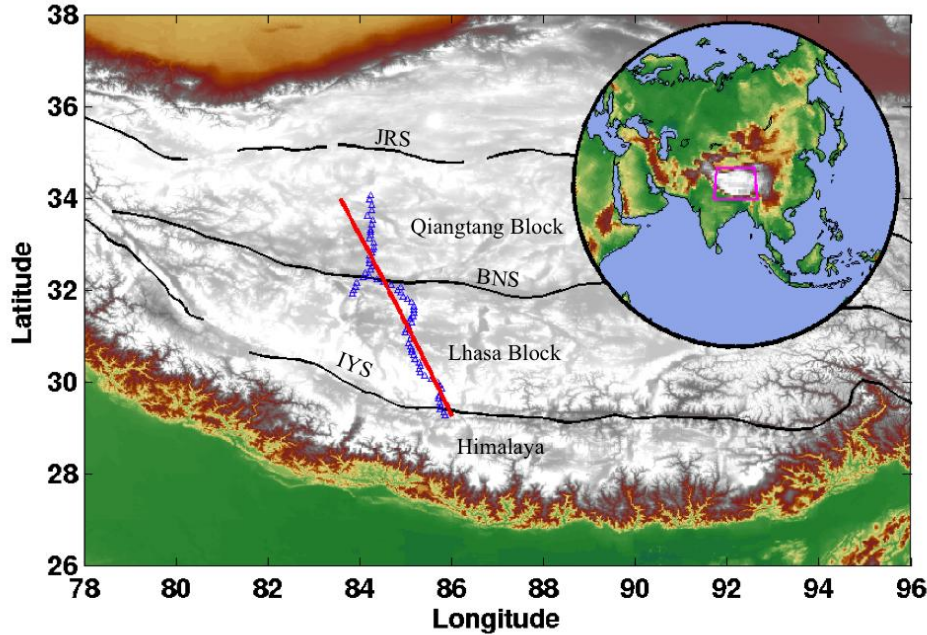 38
36
34
32
30
28
26
Latitude
JRS
Qiangtang Block
BNS
Lhasa Block
IYS
Himalaya
78 80 82 84 86 88 90 92 94 96
Longitude